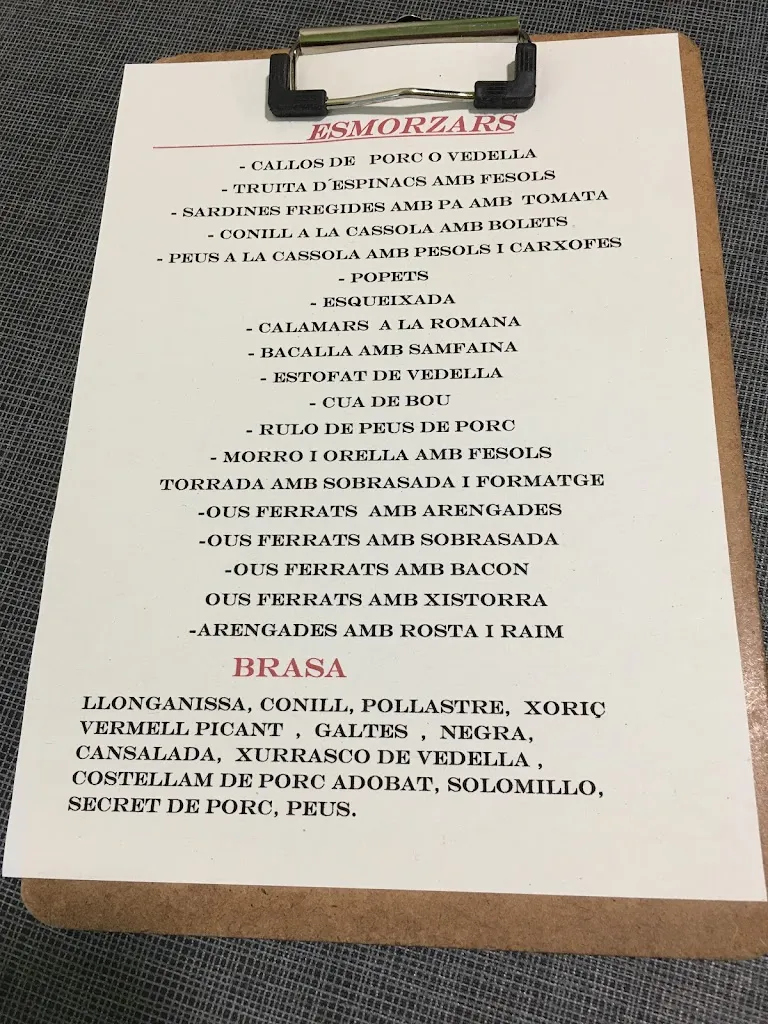 ESMORZARS
- CALLOS DE PORC O VEDELLA
- TRUITA D´ESPINACS AMB FESOLS
- SARDINES FREGIDES AMB PA AMB TOMATA
- CONILL A LA CASSOLA AMB BOLETS
- PEUS A LA CASSOLA AMB PESOLS I CARXOFES
- POPETS
- ESQUEIXADA
- CALAMARS A LA ROMANA
- BACALLA AMB SAMFAINA
- ESTOFAT DE VEDELLA
- CUA DE BOU
- RULO DE PEUS DE PORC
- MORRO I ORELLA AMB FESOLS
TORRADA AMB SOBRASADA I FORMATGE
-OUS FERRATS AMB ARENGADES
-OUS FERRATS AMB SOBRASADA
-OUS FERRATS AMB BACON
OUS FERRATS AMB XISTORRA
-ARENGADES AMB ROSTA I RAIM
BRASA
LLONGANISSA, CONILL, POLLASTRE, XORIÇ
VERMELL PICANT , GALTES , NEGRA,
CANSALADA, XURRASCO DE VEDELLA ,
COSTELLAM DE PORC ADOBAT, SOLOMILLO,
SECRET DE PORC, PEUS.